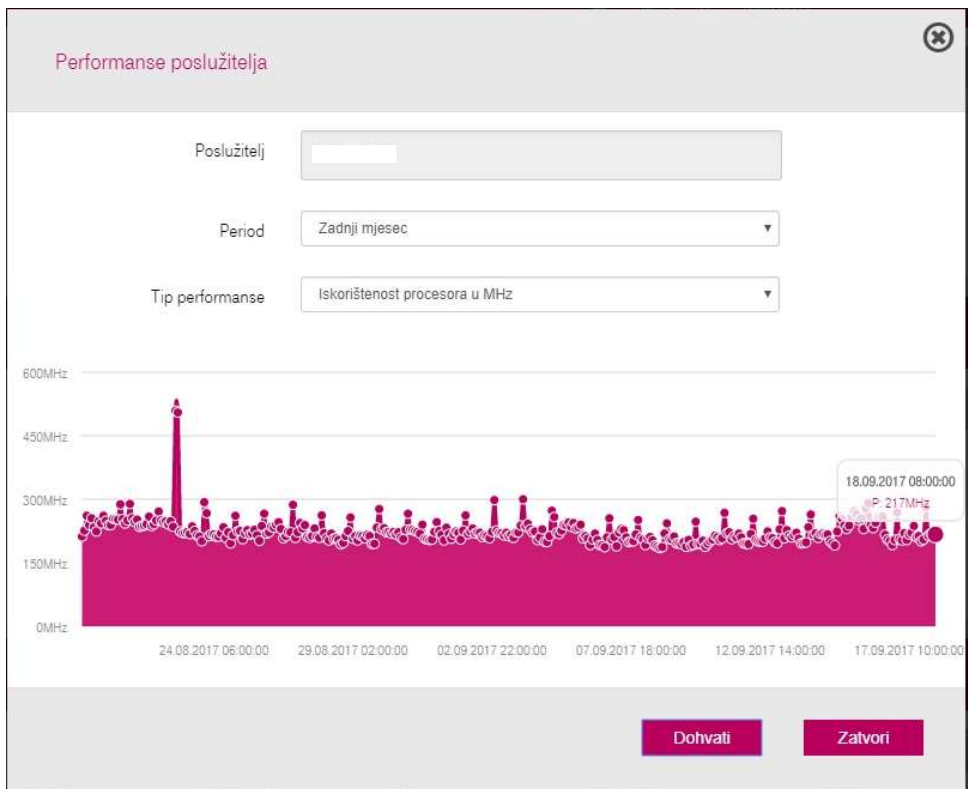 Performanse poslužitelja
Poslužitelj
Period
Zadnji mjesec
Tip performanse
Iskorištenost procesora u MHz
600MHz
450MHz
300MHz
150MHz
0MHz
18.09.2017 08:00:00
P: 217MHz
24.08.2017 06:00:00
29.08.2017 02:00:00
02.09.2017 22:00:00
07.09.2017 18:00:00
12.09.2017 14:00:00
17.09.2017 10:00:00
Dohvati
Zatvori